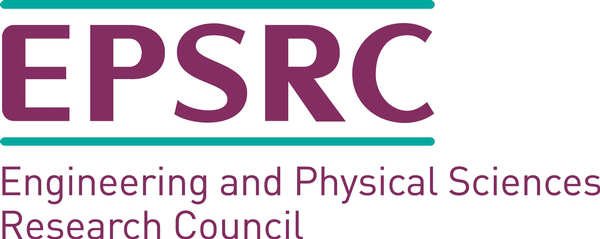 EPSRC
Engineering and Physical Sciences
Research Council